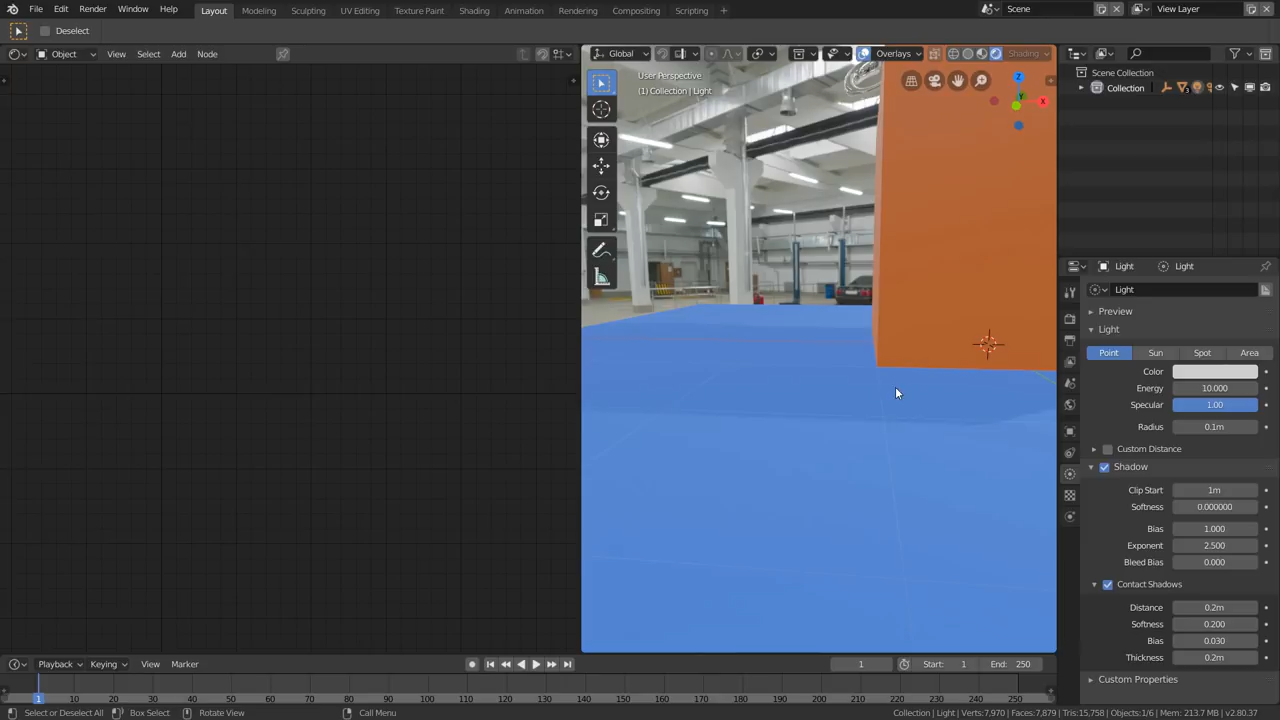 File Edit Render Window Help Layout Modeling Sculpting UV Editing Texture Paint Shading Animation Rendering Compositing Scripting + Scene View Layer
Deselect
Object View Select Add Node Global Overlays Shading
User Perspective
(1) Collection | Light
Z
Y
X
Scene Collection
Collection
3
Light Light
Light
Preview
Light
Point Sun Spot Area
Color
Energy 10.000
Specular 1.00
Radius 0.1m
Custom Distance
Shadow
Clip Start 1m
Softness 0.000000
Bias 1.000
Exponent 2.500
Bleed Bias 0.000
Contact Shadows
Distance 0.2m
Softness 0.200
Bias 0.030
Thickness 0.2m
Custom Properties
Playback Keying View Marker 1 Start: 1 End: 250
1 10 20 30 40 50 60 70 80 90 100 110 120 130 140 150 160 170 180 190 200 210 220 230 240 250
Select or Deselect All Box Select Rotate View Call Menu Collection | Light | Verts:7,970 | Faces:7,879 | Tris:15,758 | Objects:1/6 | Mem: 213.7 MB | v2.80.37